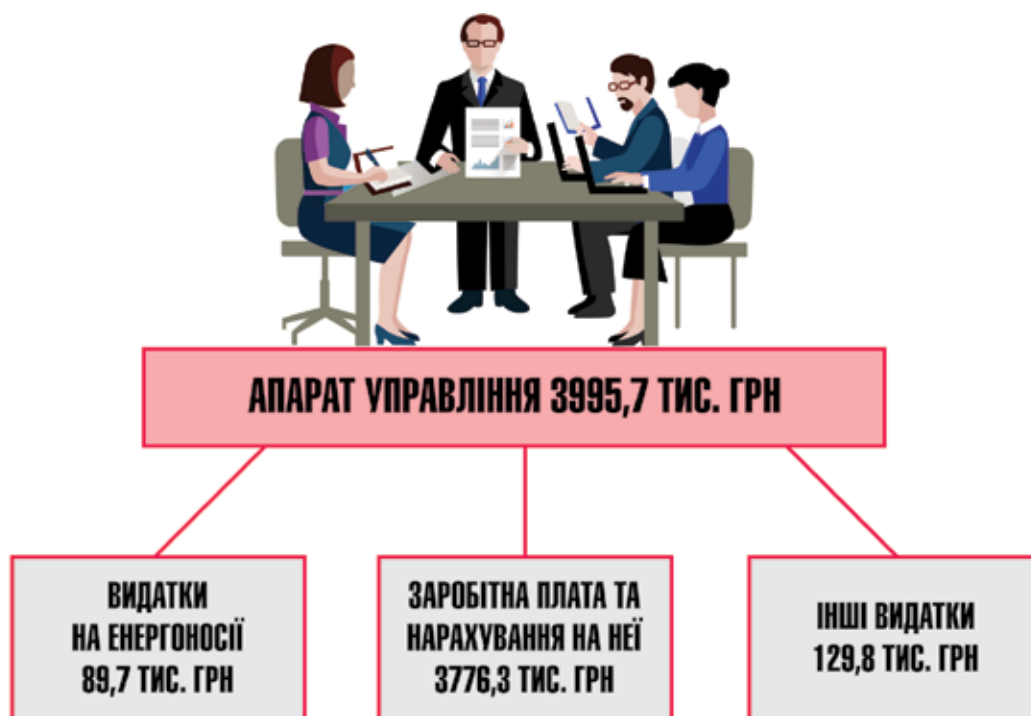 АПАРАТ УПРАВЛІННЯ 3995,7 ТИС. ГРН
ВИДАТКИ
НА ЕНЕРГОНОСІЇ
89,7 ТИС. ГРН
ЗАРОБІТНА ПЛАТА ТА
НАРАХУВАННЯ НА НЕЇ
3776,3 ТИС. ГРН
ІНШІ ВИДАТКИ
129,8 ТИС. ГРН